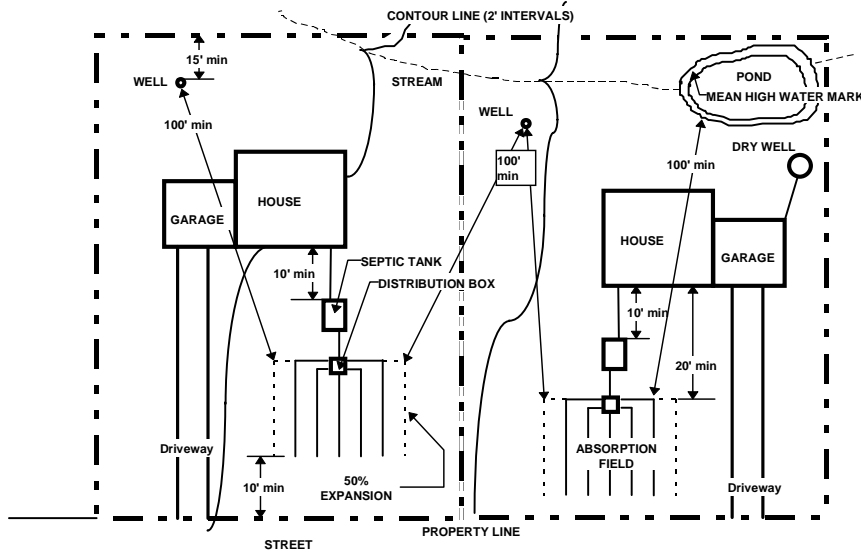 CONTOUR LINE (2' INTERVALS)
15' min
WELL
STREAM
POND
MEAN HIGH WATER MARK
WELL
100' min
100'
min
100' min
DRY WELL
HOUSE
GARAGE
HOUSE
GARAGE
10' min
SEPTIC TANK
DISTRIBUTION BOX
10' min
20' min
Driveway
ABSORPTION
FIELD
10' min
50%
EXPANSION
Driveway
PROPERTY LINE
STREET